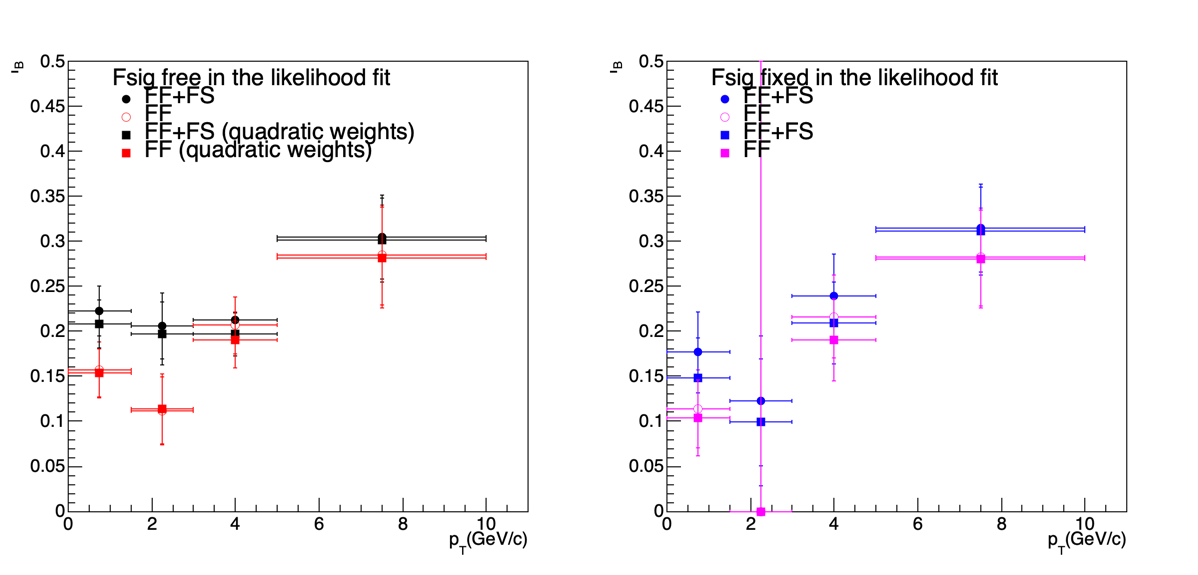 Fsig free in the likelihood fit
FF+FS
FF
FF+FS (quadratic weights)
FF (quadratic weights)
0.5
0.45
0.4
0.35
0.3
0.25
0.2
0.15
0.1
0.05
0
0 2 4 6 8 10
pT(GeV/c)
Fsig fixed in the likelihood fit
FF+FS
FF
FF+FS
FF
0.5
0.45
0.4
0.35
0.3
0.25
0.2
0.15
0.1
0.05
0
0 2 4 6 8 10
pT(GeV/c)